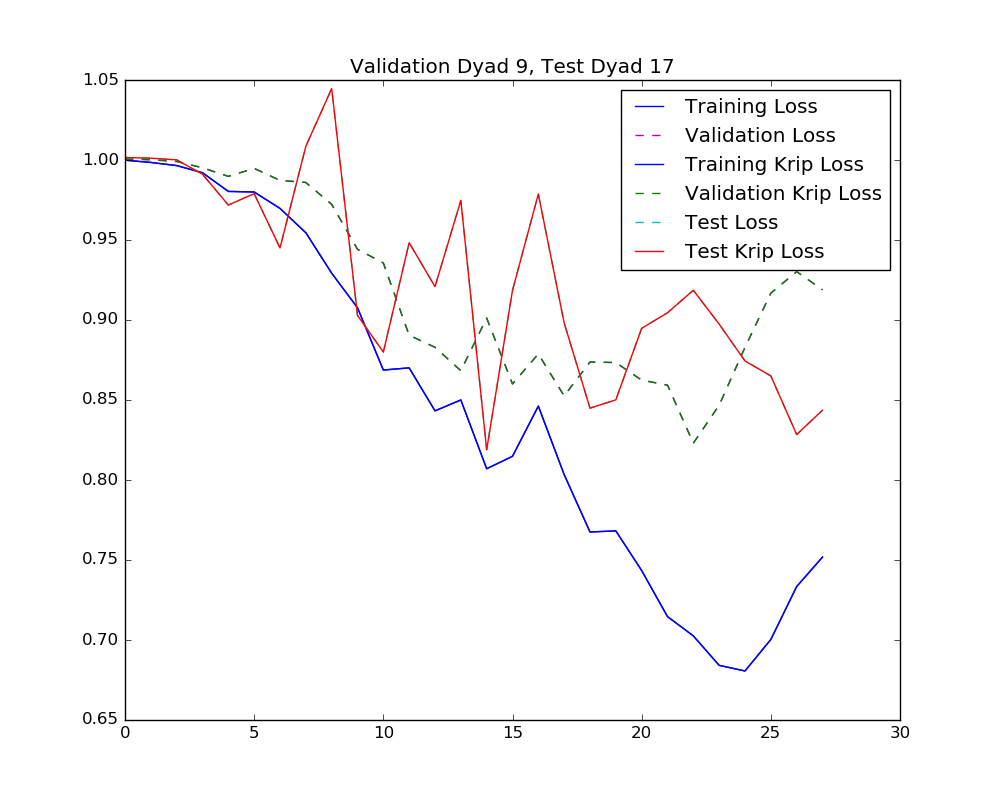 Validation Dyad 9, Test Dyad 17
1.05
1.00
0.95
0.90
0.85
0.80
0.75
0.70
0.65
Training Loss
Validation Loss
Training Krip Loss
Validation Krip Loss
Test Loss
Test Krip Loss
0 5 10 15 20 25 30